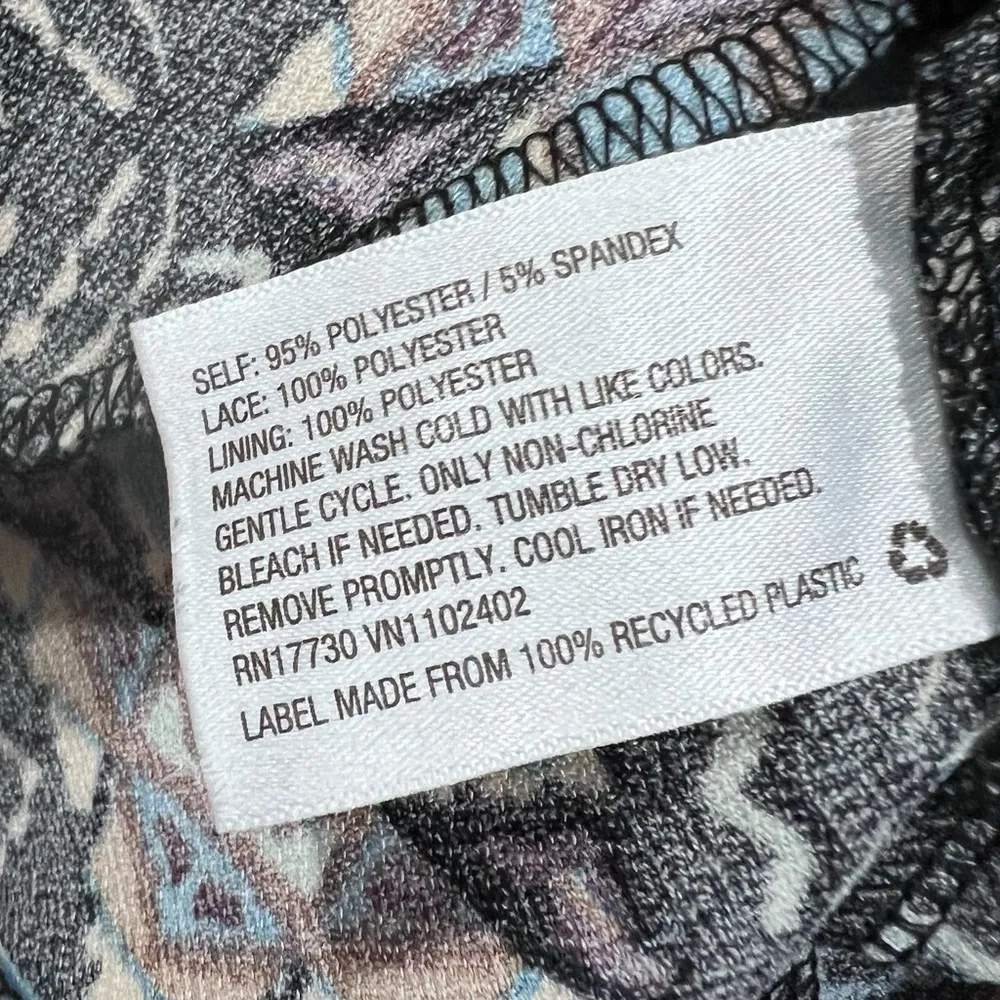 SELF: 95% POLYESTER / 5% SPANDEX
LACE: 100% POLYESTER
LINING: 100% POLYESTER
MACHINE WASH COLD WITH LIKE COLORS.
GENTLE CYCLE. ONLY NON-CHLORINE
BLEACH IF NEEDED. TUMBLE DRY LOW.
REMOVE PROMPTLY. COOL IRON IF NEEDED.
RN17730 VN1102402
LABEL MADE FROM 100% RECYCLED PLASTIC